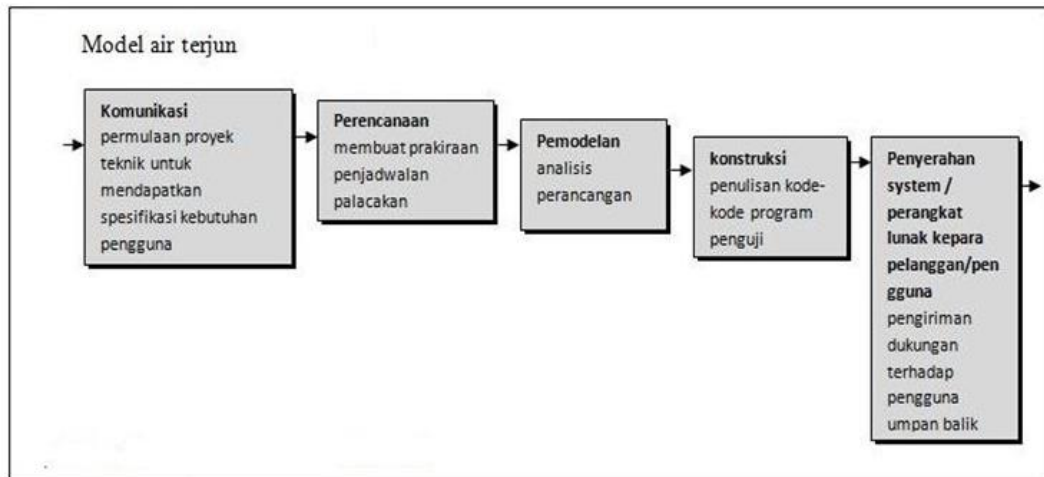 Model air terjun
Komunikasi
permulaan proyek
teknik untuk
mendapatkan
spesifikasi kebutuhan
pengguna
Perencanaan
membuat prakiraan
penjadwalan
palacakan
Pemodelan
analisis
perancangan
konstruksi
penulisan kode-
kode program
penguji
Penyerahan
system /
perangkat
lunak kepara
pelanggan/pen
gguna
pengiriman
dukungan
terhadap
pengguna
umpan balik